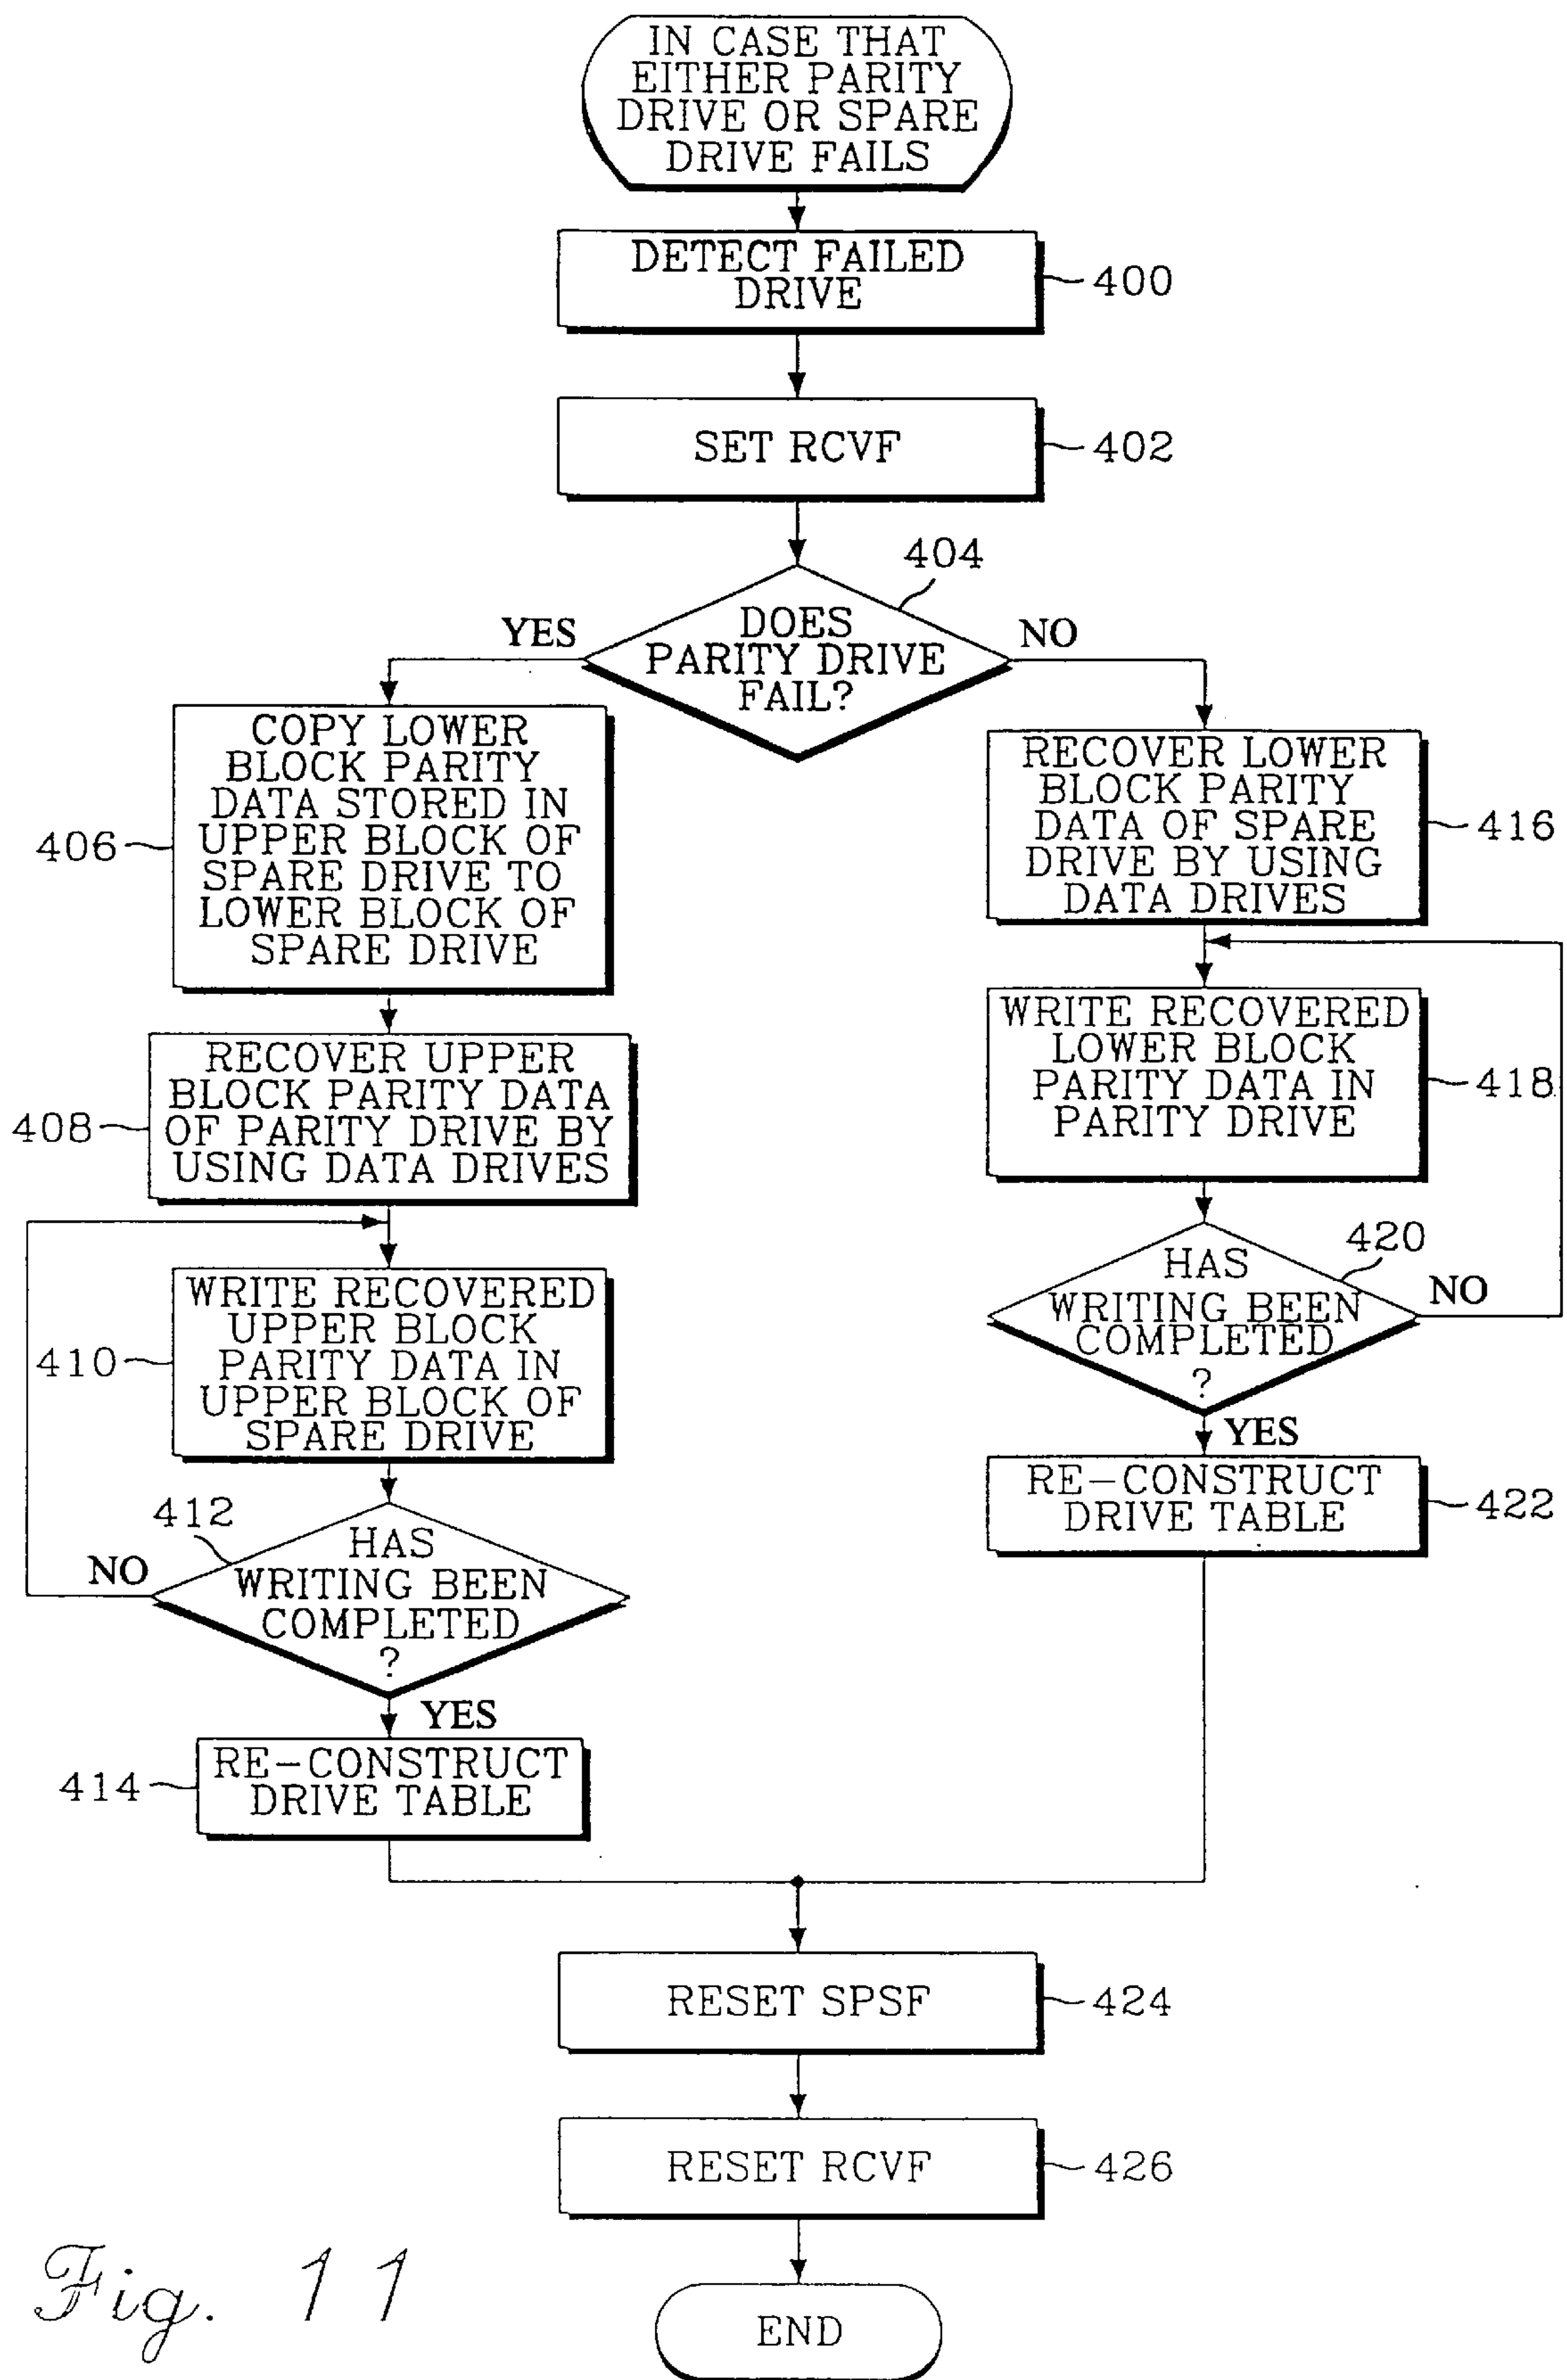 IN CASE THAT
EITHER PARITY
DRIVE OR SPARE
DRIVE FAILS
DETECT FAILED
DRIVE
400
SET RCVF
402
404
DOES
PARITY DRIVE
FAIL?
YES
NO
COPY LOWER
BLOCK PARITY
DATA STORED IN
UPPER BLOCK OF
SPARE DRIVE TO
LOWER BLOCK OF
SPARE DRIVE
406
RECOVER UPPER
BLOCK PARITY DATA
OF PARITY DRIVE BY
USING DATA DRIVES
408
WRITE RECOVERED
UPPER BLOCK
PARITY DATA IN
UPPER BLOCK OF
SPARE DRIVE
410
412
HAS
WRITING BEEN
COMPLETED
?
NO
YES
RE-CONSTRUCT
DRIVE TABLE
414
RECOVER LOWER
BLOCK PARITY
DATA OF SPARE
DRIVE BY USING
DATA DRIVES
416
WRITE RECOVERED
LOWER BLOCK
PARITY DATA IN
PARITY DRIVE
418
420
HAS
WRITING BEEN
COMPLETED
?
NO
YES
RE-CONSTRUCT
DRIVE TABLE
422
RESET SPSF
424
RESET RCVF
426
END
Fig. 11